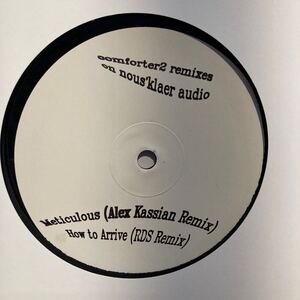 comforter2 remixes
on nous'klaer audio
Meticulous (Alex Kassian Remix)
How to Arrive (RDS Remix)